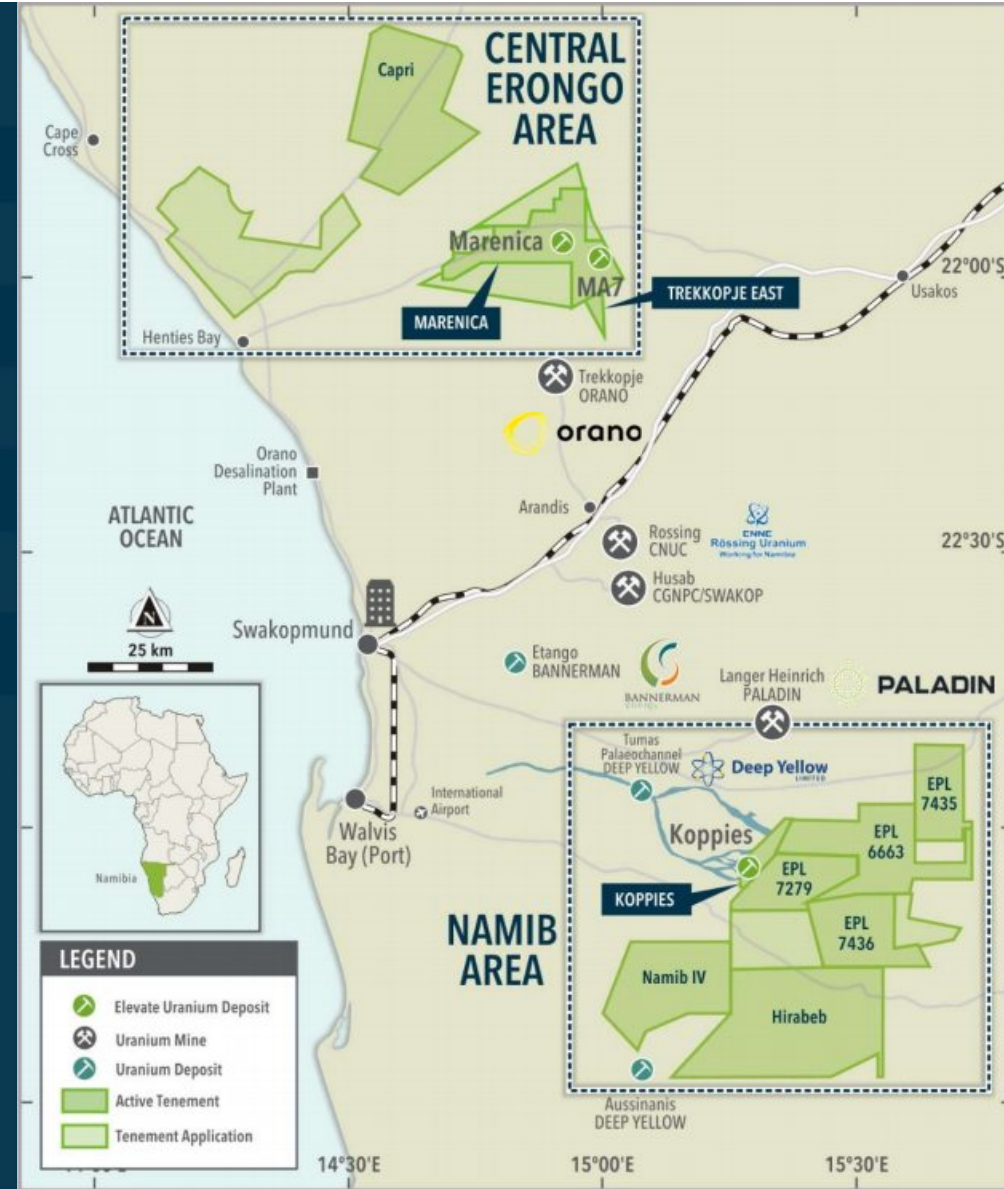 CENTRAL
ERONGO
AREA
Capri
Cape
Cross
Marenica
MA7
TREKKOPJE EAST
MARENICA
22°00'S
Usakos
Henties Bay
Trekkopje
ORANO
orano
Orano
Desalination
Plant
Arandis
ATLANTIC
OCEAN
Rossing
CNUC
Rössing Uranium
Working for Namibia
22°30'S
Husab
CGNPC/SWAKOP
N
25 km
Swakopmund
Etango
BANNERMAN
BANNERMAN
Langer Heinrich
PALADIN
PALADIN
Tumas
Palaeochannel
DEEP YELLOW
Deep Yellow
LIMITED
International
Airport
Walvis
Bay (Port)
Koppies
EPL
7435
EPL
6663
EPL
7279
KOPPIES
EPL
7436
Namibia
NAMIB
AREA
Namib IV
Hirabeb
Aussinanis
DEEP YELLOW
LEGEND
Elevate Uranium Deposit
Uranium Mine
Uranium Deposit
Active Tenement
Tenement Application
14°30'E
15°00'E
15°30'E